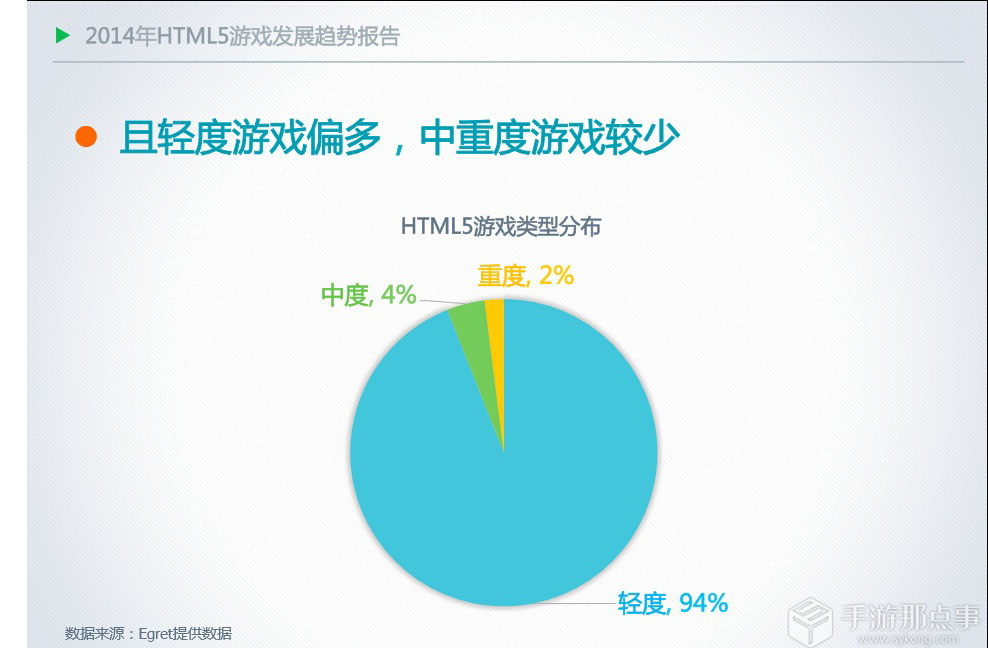 2014年HTML5游戏发展趋势报告
且轻度游戏偏多，中重度游戏较少
HTML5游戏类型分布
重度, 2%
中度, 4%
轻度, 94%
数据来源：Egret提供数据
手游那点事
www.sykong.com